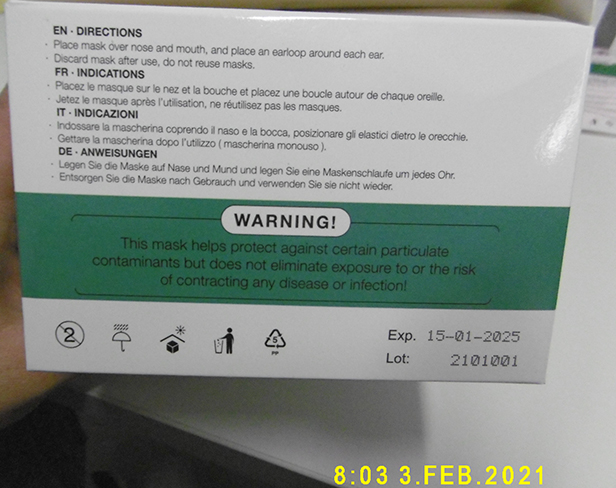 EN · DIRECTIONS
· Place mask over nose and mouth, and place an earloop around each ear.
· Discard mask after use, do not reuse masks.
FR · INDICATIONS
· Placez le masque sur le nez et la bouche et placez une boucle autour de chaque oreille.
· Jetez le masque après l'utilisation, ne réutilisez pas les masques.
IT · INDICAZIONI
· Indossare la mascherina coprendo il naso e la bocca, posizionare gli elastici dietro le orecchie.
· Gettare la mascherina dopo l'utilizzo ( mascherina monouso ).
DE · ANWEISUNGEN
· Legen Sie die Maske auf Nase und Mund und legen Sie eine Maskenschlaufe um jedes Ohr.
· Entsorgen Sie die Maske nach Gebrauch und verwenden Sie sie nicht wieder.
WARNING!
This mask helps protect against certain particulate
contaminants but does not eliminate exposure to or the risk
of contracting any disease or infection!
2
5
PP
Exp. 15-01-2025
Lot: 2101001
8:03 3.FEB.2021